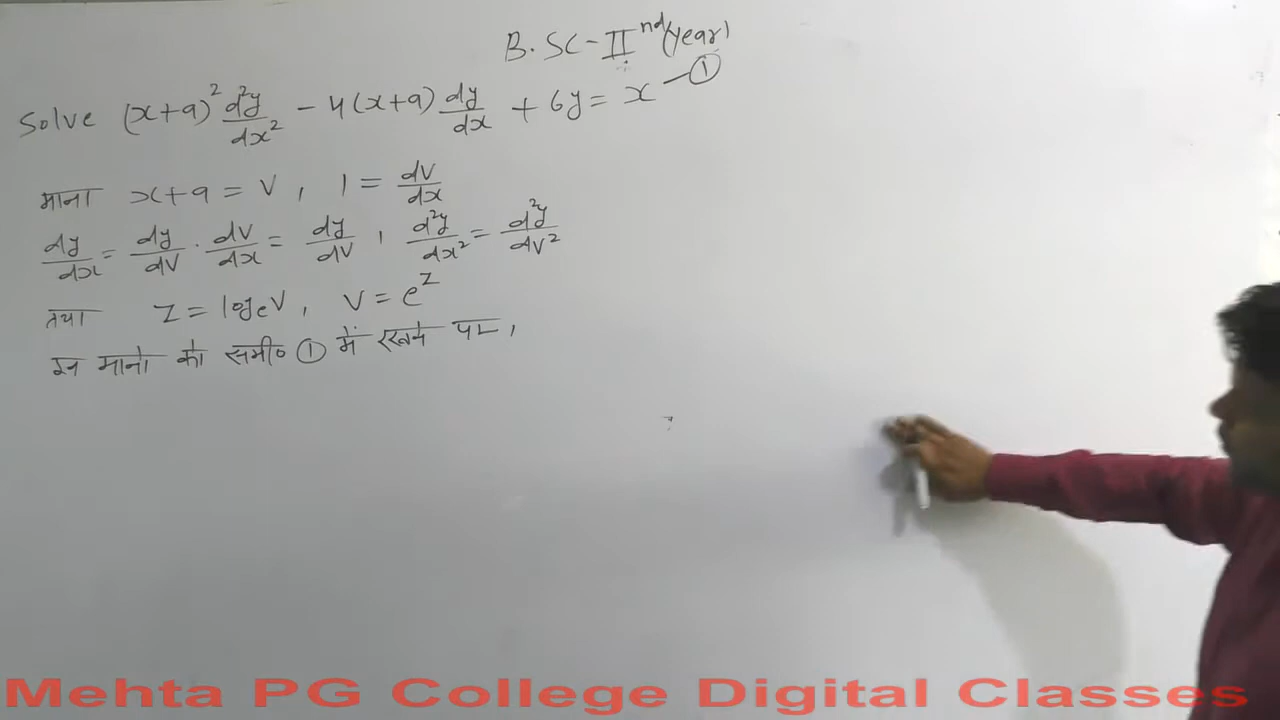 B.SC-IInd(Year)
Solve (x+a)² d²y/dx² - 4(x+a) dy/dx + 6y = x —①
माना x+a = V, 1 = dV/dx
dy/dx = dy/dV . dV/dx = dy/dV, d²y/dx² = d²y/dV²
तथा Z = logeV, V = e^Z
इन मानो को समी० ① में रखने पर,
Mehta PG College Digital Classes